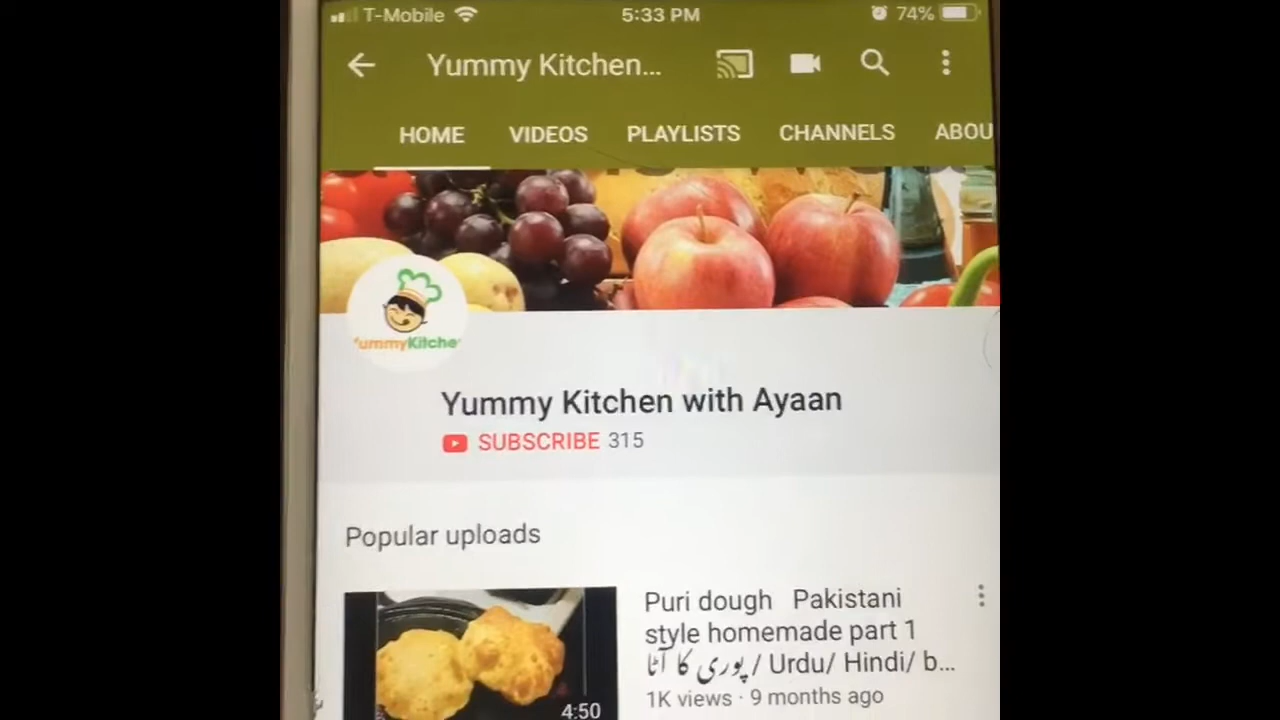 T-Mobile 5:33 PM 74%
Yummy Kitchen...
HOME VIDEOS PLAYLISTS CHANNELS ABOU
YummyKitche
Yummy Kitchen with Ayaan
SUBSCRIBE 315
Popular uploads
Puri dough Pakistani
style homemade part 1
پوری کا آٹا / Urdu/ Hindi/ b...
1K views · 9 months ago
4:50